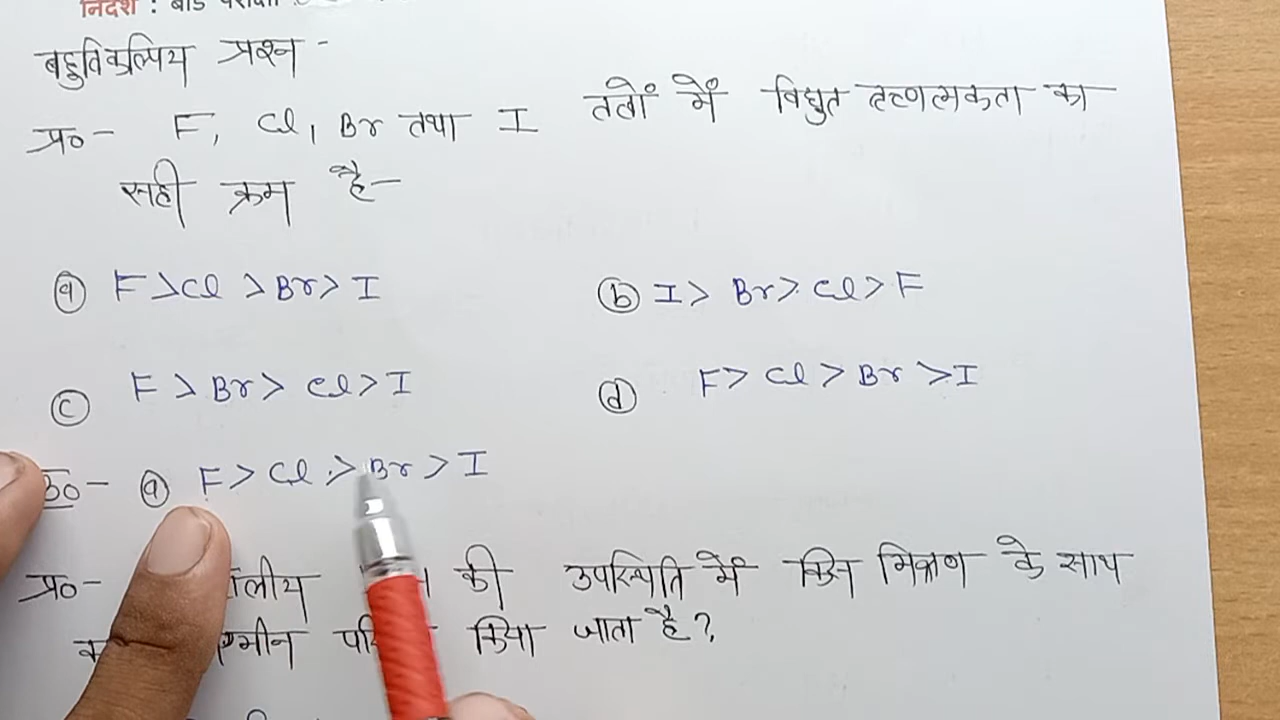 निर्देश : बोर्ड परीक्षा
बहुविकल्पिय प्रश्न -
प्र०- F, Cl, Br तथा I तत्वों में विद्युत ऋणात्मकता का
सही क्रम है-
(a) F > Cl > Br > I (b) I > Br > Cl > F
(c) F > Br > Cl > I (d) F > Cl > Br > I
उ०- (a) F > Cl > Br > I
प्र०- की उपस्थिति में किस मिश्रण के साथ
किया जाता है?